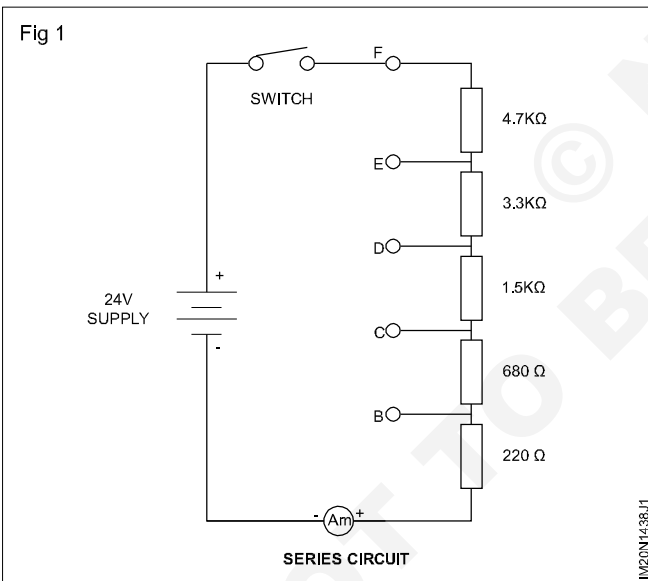 Fig 1
F
SWITCH
4.7KΩ
E
3.3KΩ
D
1.5KΩ
+
24V
SUPPLY
-
C
680 Ω
B
220 Ω
- Am +
SERIES CIRCUIT
IM20N1438J1
©